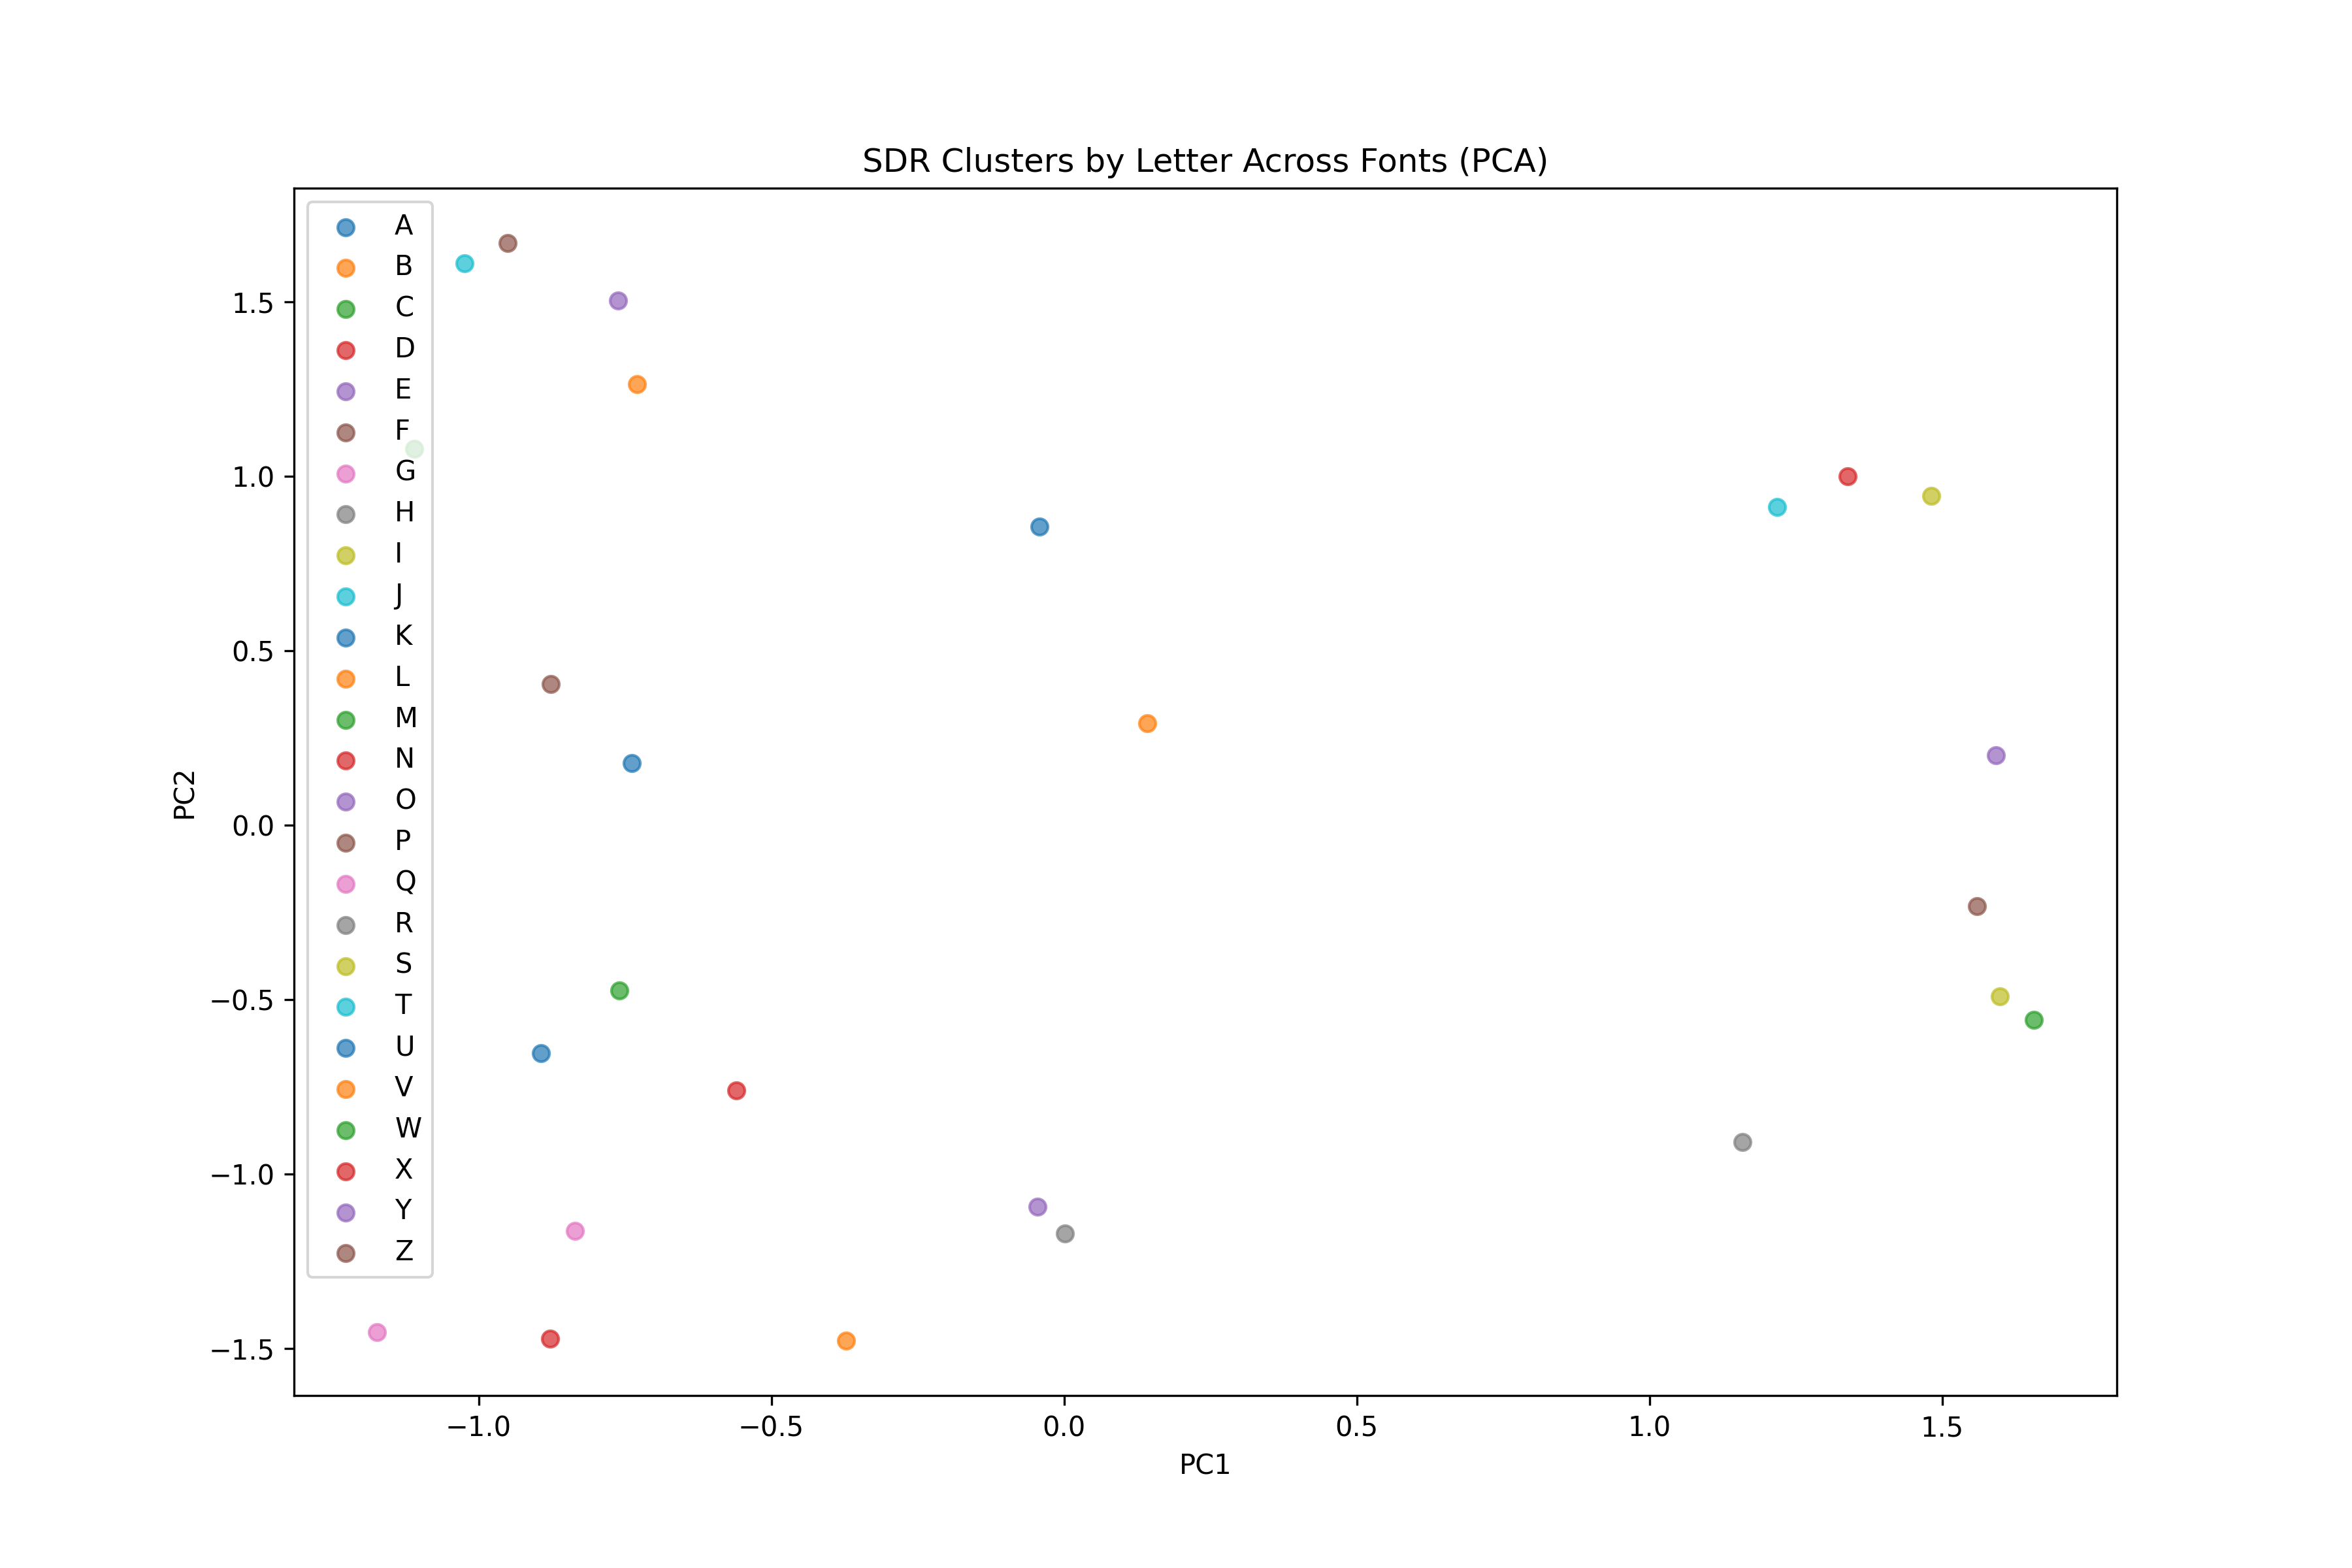 SDR Clusters by Letter Across Fonts (PCA)
A
B
C
D
E
F
G
H
I
J
K
L
M
N
O
P
Q
R
S
T
U
V
W
X
Y
Z
1.5
1.0
0.5
0.0
−0.5
−1.0
−1.5
PC2
−1.0 −0.5 0.0 0.5 1.0 1.5
PC1